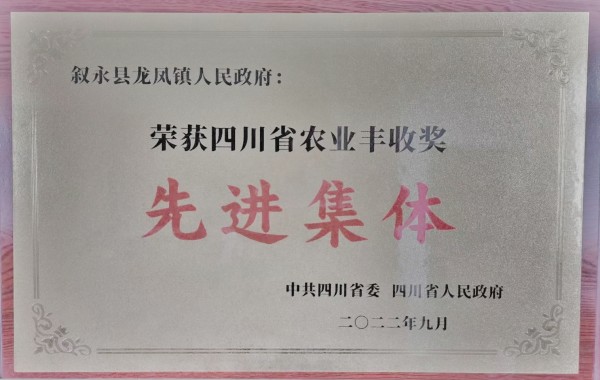 叙永县龙凤镇人民政府：
荣获四川省农业丰收奖
先进集体
中共四川省委 四川省人民政府
二〇二二年九月